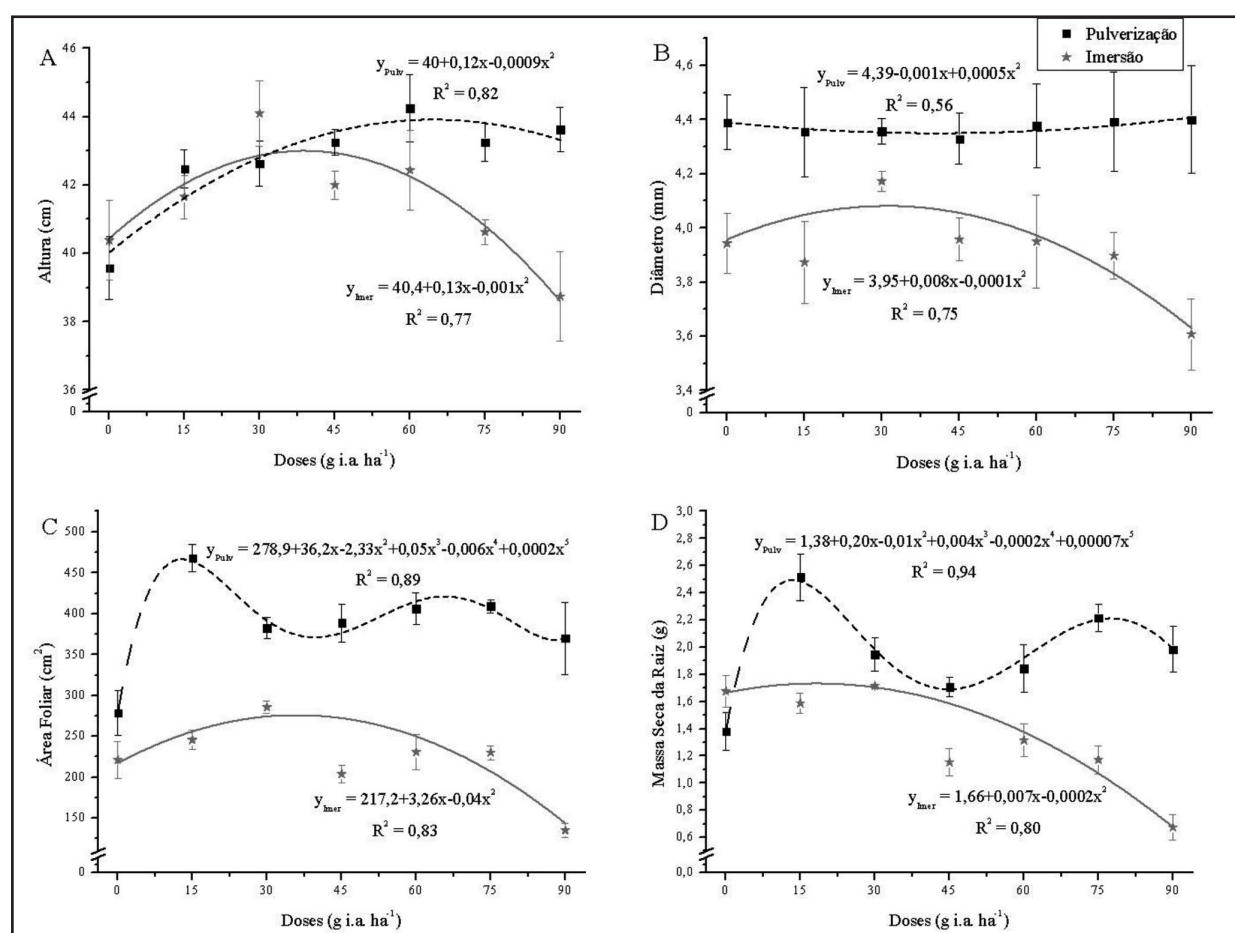 Pulverização
Imersão
A
y_Pulv = 40+0,12x-0,0009x²
R² = 0,82
y_Imer = 40,4+0,13x-0,001x²
R² = 0,77
Altura (cm)
46
44
42
40
38
36
0
0 15 30 45 60 75 90
Doses (g i.a. ha⁻¹)
B
y_Pulv = 4,39-0,001x+0,0005x²
R² = 0,56
y_Imer = 3,95+0,008x-0,0001x²
R² = 0,75
Diâmetro (mm)
4,6
4,4
4,2
4,0
3,8
3,6
3,4
0
0 15 30 45 60 75 90
Doses (g i.a. ha⁻¹)
C
y_Pulv = 278,9+36,2x-2,33x²+0,05x³-0,006x⁴+0,0002x⁵
R² = 0,89
y_Imer = 217,2+3,26x-0,04x²
R² = 0,83
Área Foliar (cm²)
500
450
400
350
300
250
200
150
0
0 15 30 45 60 75 90
Doses (g i.a. ha⁻¹)
D
y_Pulv = 1,38+0,20x-0,01x²+0,004x³-0,0002x⁴+0,00007x⁵
R² = 0,94
y_Imer = 1,66+0,007x-0,0002x²
R² = 0,80
Massa Seca da Raiz (g)
3,0
2,8
2,6
2,4
2,2
2,0
1,8
1,6
1,4
1,2
1,0
0,8
0,6
0,0
0 15 30 45 60 75 90
Doses (g i.a. ha⁻¹)